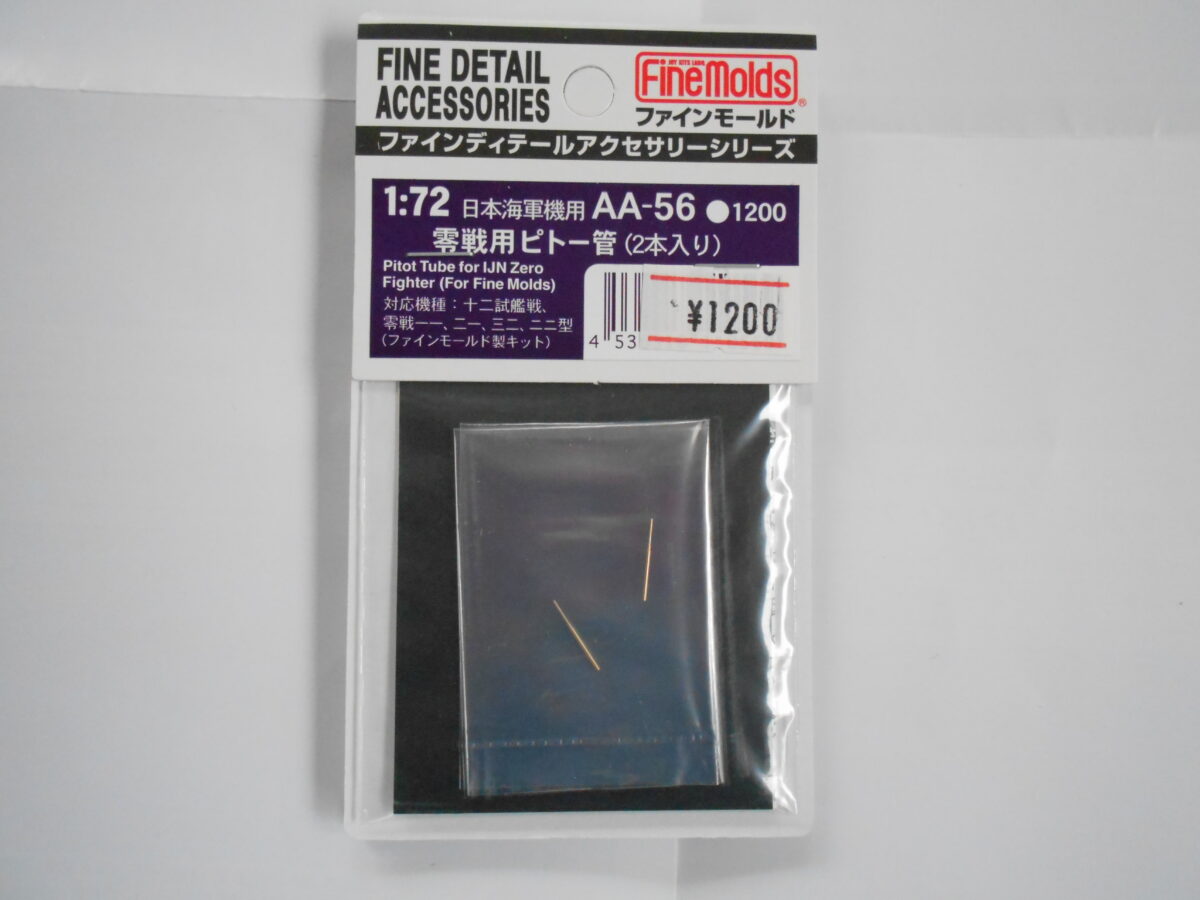 FINE DETAIL
ACCESSORIES
MY KITS LABO
FineMolds®
ファインモールド
ファインディテールアクセサリーシリーズ
1:72 日本海軍機用 AA-56 ●1200
零戦用ピトー管(2本入り)
Pitot Tube for IJN Zero
Fighter (For Fine Molds)
対応機種:十二試艦戦、
零戦一一、二一、三二、二二型
(ファインモールド製キット)
¥1200
4 53